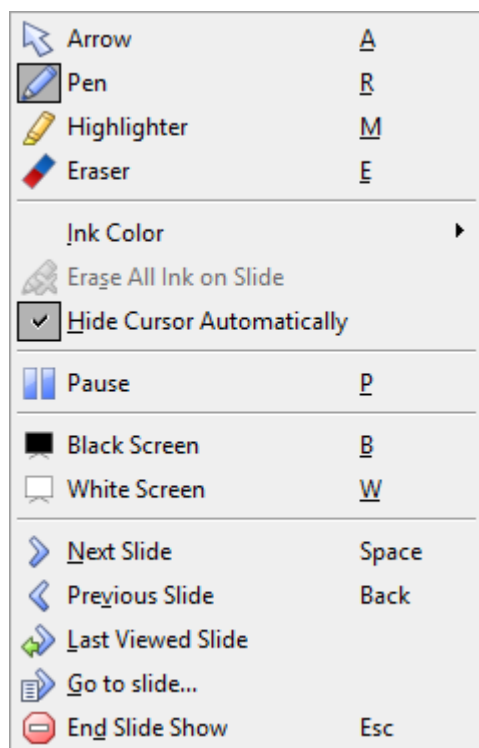 Arrow A
Pen R
Highlighter M
Eraser E
Ink Color
Erase All Ink on Slide
Hide Cursor Automatically
Pause P
Black Screen B
White Screen W
Next Slide Space
Previous Slide Back
Last Viewed Slide
Go to slide...
End Slide Show Esc